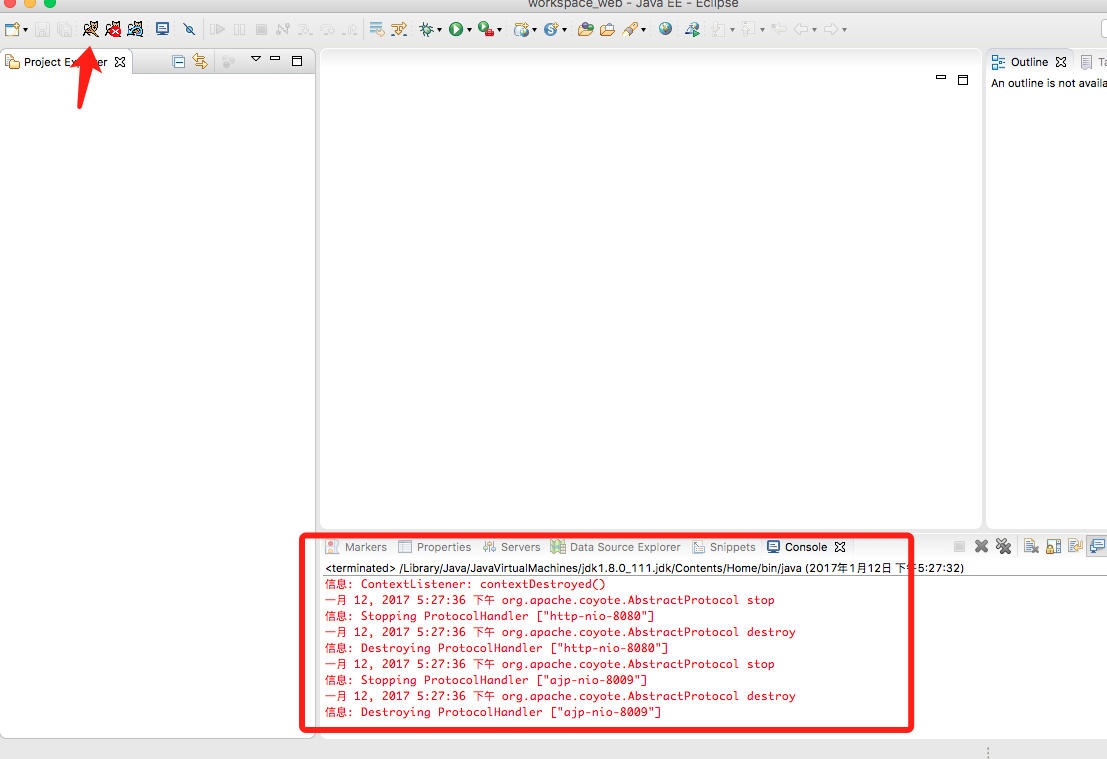 workspace_web - Java EE - Eclipse
Project Explorer
Outline
Ta
An outline is not availa
Markers
Properties
Servers
Data Source Explorer
Snippets
Console
<terminated> /Library/Java/JavaVirtualMachines/jdk1.8.0_111.jdk/Contents/Home/bin/java (2017年1月12日 下午5:27:32)
信息: ContextListener: contextDestroyed()
一月 12, 2017 5:27:36 下午 org.apache.coyote.AbstractProtocol stop
信息: Stopping ProtocolHandler ["http-nio-8080"]
一月 12, 2017 5:27:36 下午 org.apache.coyote.AbstractProtocol destroy
信息: Destroying ProtocolHandler ["http-nio-8080"]
一月 12, 2017 5:27:36 下午 org.apache.coyote.AbstractProtocol stop
信息: Stopping ProtocolHandler ["ajp-nio-8009"]
一月 12, 2017 5:27:36 下午 org.apache.coyote.AbstractProtocol destroy
信息: Destroying ProtocolHandler ["ajp-nio-8009"]